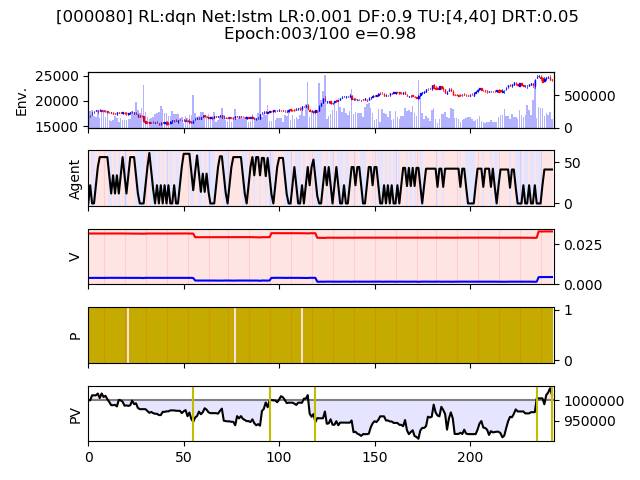 [000080] RL:dqn Net:lstm LR:0.001 DF:0.9 TU:[4,40] DRT:0.05
Epoch:003/100 e=0.98
Env.
25000
20000
15000
500000
0
Agent
50
0
V
0.025
0.000
P
1
0
PV
1000000
950000
0 50 100 150 200